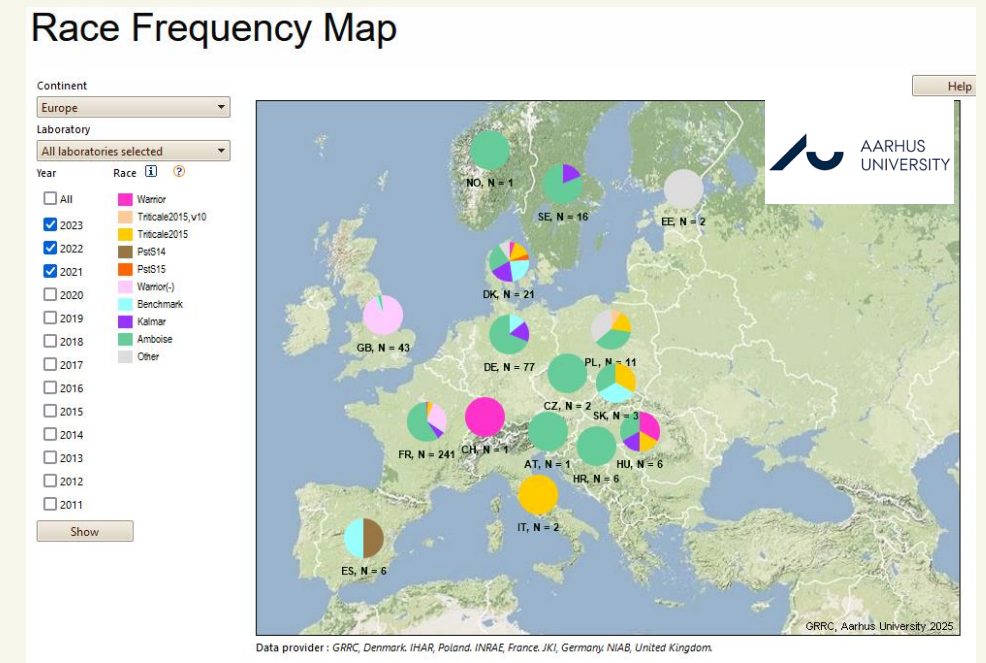 Race Frequency Map
Continent
Help
Europe
Laboratory
All laboratories selected
Year
Race
i
?
All
2023
2022
2021
2020
2019
2018
2017
2016
2015
2014
2013
2012
2011
Show
Warrior
Triticale2015,v10
Triticale2015
PstS14
PstS15
Warrior(-)
Benchmark
Kalmar
Amboise
Other
AARHUS
UNIVERSITY
NO, N = 1
SE, N = 16
EE, N = 2
DK, N = 21
GB, N = 43
DE, N = 77
PL, N = 11
CZ, N = 2
SK, N = 3
FR, N = 241
CH, N = 1
AT, N = 1
HU, N = 6
HR, N = 6
IT, N = 2
ES, N = 6
GRRC, Aarhus University 2025
Data provider : GRRC, Denmark. IHAR, Poland. INRAE, France. JKI, Germany. NIAB, United Kingdom.